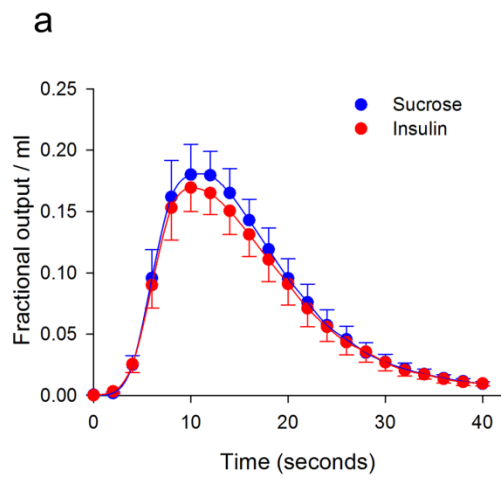 a
Fractional output / ml
0.25
0.20
0.15
0.10
0.05
0.00
Sucrose
Insulin
0 10 20 30 40
Time (seconds)